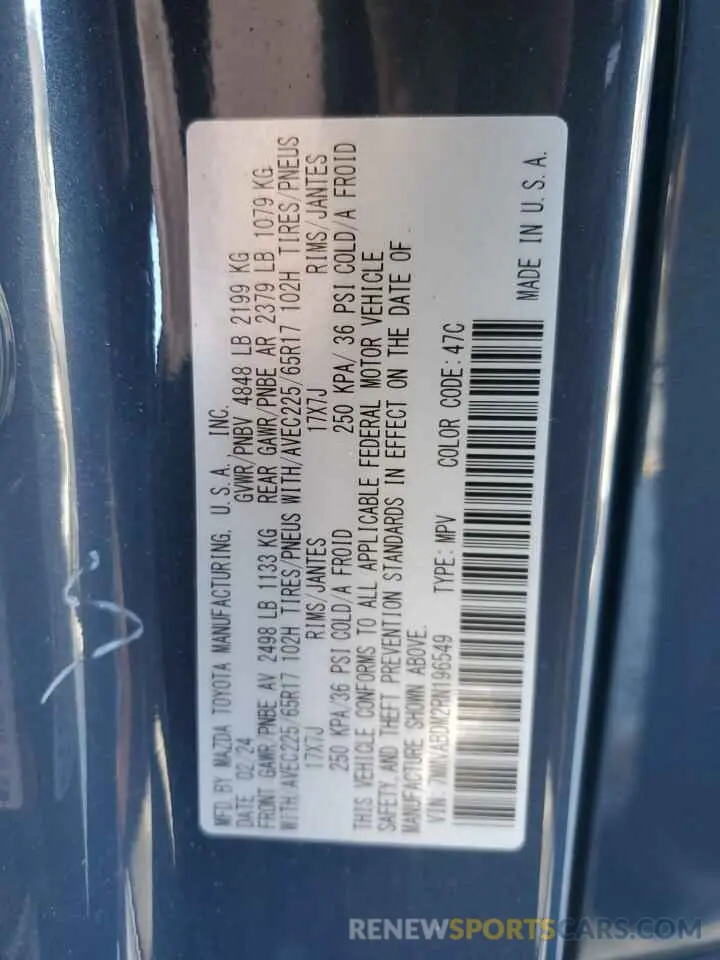 MFD. BY MAZDA TOYOTA MANUFACTURING, U.S.A., INC.
DATE 02/24 GVWR/PNBV 4848 LB 2199 KG
FRONT GAWR/PNBE AV 2498 LB 1133 KG REAR GAWR/PNBE AR 2379 LB 1079 KG
WITH/AVEC225/65R17 102H TIRES/PNEUS WITH/AVEC225/65R17 102H TIRES/PNEUS
17X7J RIMS/JANTES 17X7J RIMS/JANTES
250 KPA/36 PSI COLD/A FROID 250 KPA/ 36 PSI COLD/A FROID
THIS VEHICLE CONFORMS TO ALL APPLICABLE FEDERAL MOTOR VEHICLE
SAFETY, AND THEFT PREVENTION STANDARDS IN EFFECT ON THE DATE OF
MANUFACTURE SHOWN ABOVE.
VIN: 7MMVABDM2RN196549 TYPE: MPV COLOR CODE: 47C
MADE IN U.S.A.
RENEWSPORTSCARS.COM